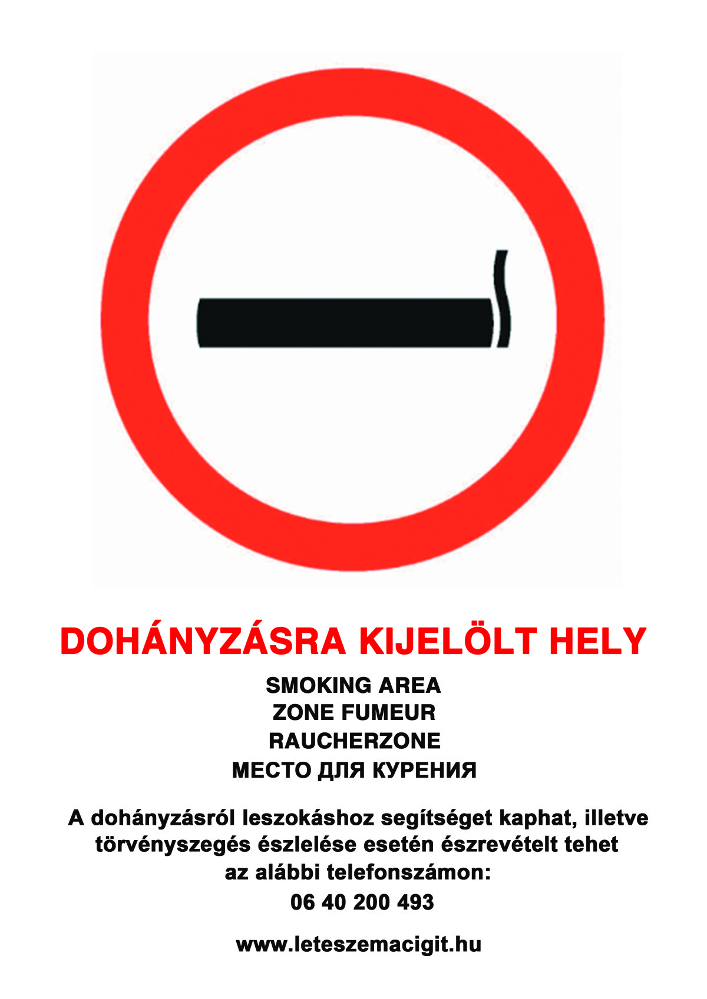 DOHÁNYZÁSRA KIJELÖLT HELY
SMOKING AREA
ZONE FUMEUR
RAUCHERZONE
МЕСТО ДЛЯ КУРЕНИЯ
A dohányzásról leszokáshoz segítséget kaphat, illetve
törvényszegés észlelése esetén észrevételt tehet
az alábbi telefonszámon:
06 40 200 493
www.leteszemacigit.hu